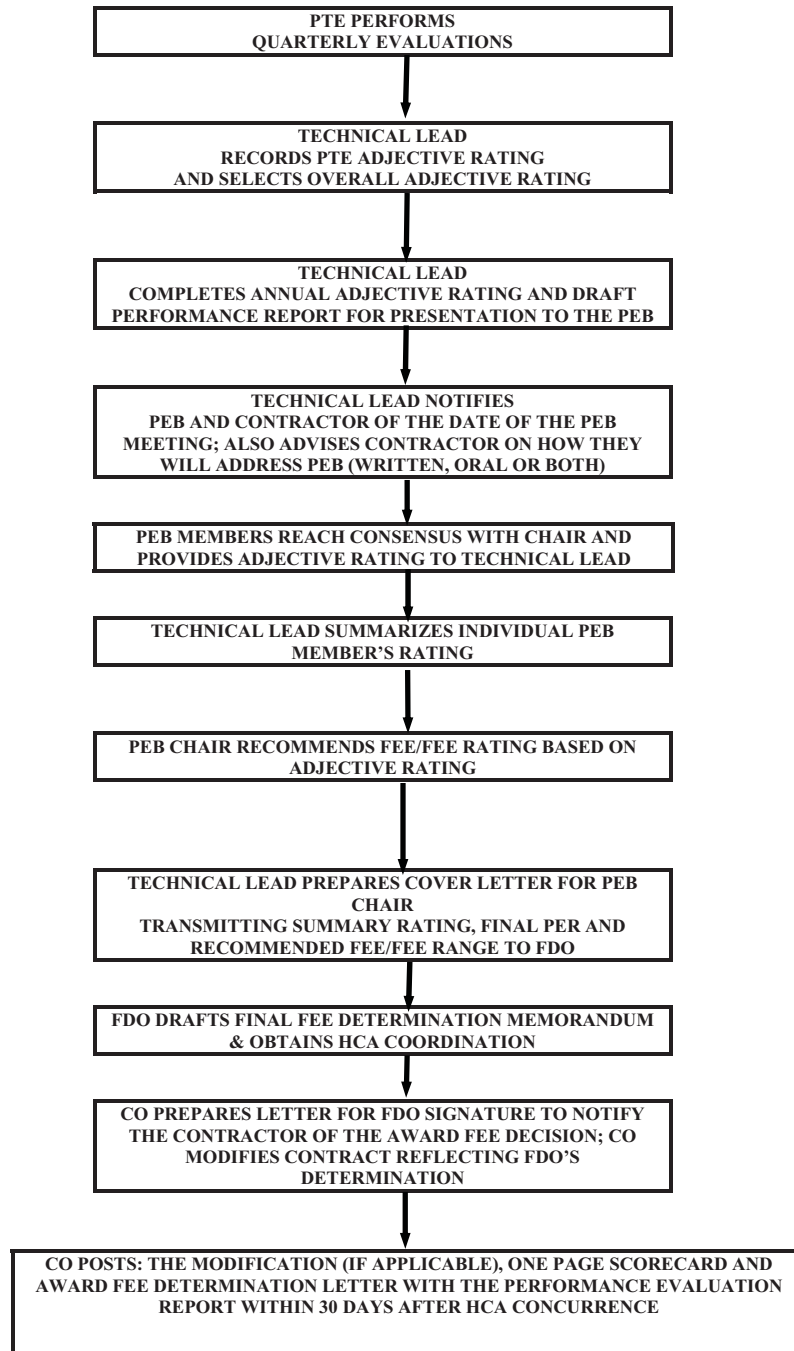 PTE PERFORMS
QUARTERLY EVALUATIONS
TECHNICAL LEAD
RECORDS PTE ADJECTIVE RATING
AND SELECTS OVERALL ADJECTIVE RATING
TECHNICAL LEAD
COMPLETES ANNUAL ADJECTIVE RATING AND DRAFT
PERFORMANCE REPORT FOR PRESENTATION TO THE PEB
TECHNICAL LEAD NOTIFIES
PEB AND CONTRACTOR OF THE DATE OF THE PEB
MEETING; ALSO ADVISES CONTRACTOR ON HOW THEY
WILL ADDRESS PEB (WRITTEN, ORAL OR BOTH)
PEB MEMBERS REACH CONSENSUS WITH CHAIR AND
PROVIDES ADJECTIVE RATING TO TECHNICAL LEAD
TECHNICAL LEAD SUMMARIZES INDIVIDUAL PEB
MEMBER’S RATING
PEB CHAIR RECOMMENDS FEE/FEE RATING BASED ON
ADJECTIVE RATING
TECHNICAL LEAD PREPARES COVER LETTER FOR PEB
CHAIR
TRANSMITTING SUMMARY RATING, FINAL PER AND
RECOMMENDED FEE/FEE RANGE TO FDO
FDO DRAFTS FINAL FEE DETERMINATION MEMORANDUM
& OBTAINS HCA COORDINATION
CO PREPARES LETTER FOR FDO SIGNATURE TO NOTIFY
THE CONTRACTOR OF THE AWARD FEE DECISION; CO
MODIFIES CONTRACT REFLECTING FDO’S
DETERMINATION
CO POSTS: THE MODIFICATION (IF APPLICABLE), ONE PAGE SCORECARD AND
AWARD FEE DETERMINATION LETTER WITH THE PERFORMANCE EVALUATION
REPORT WITHIN 30 DAYS AFTER HCA CONCURRENCE